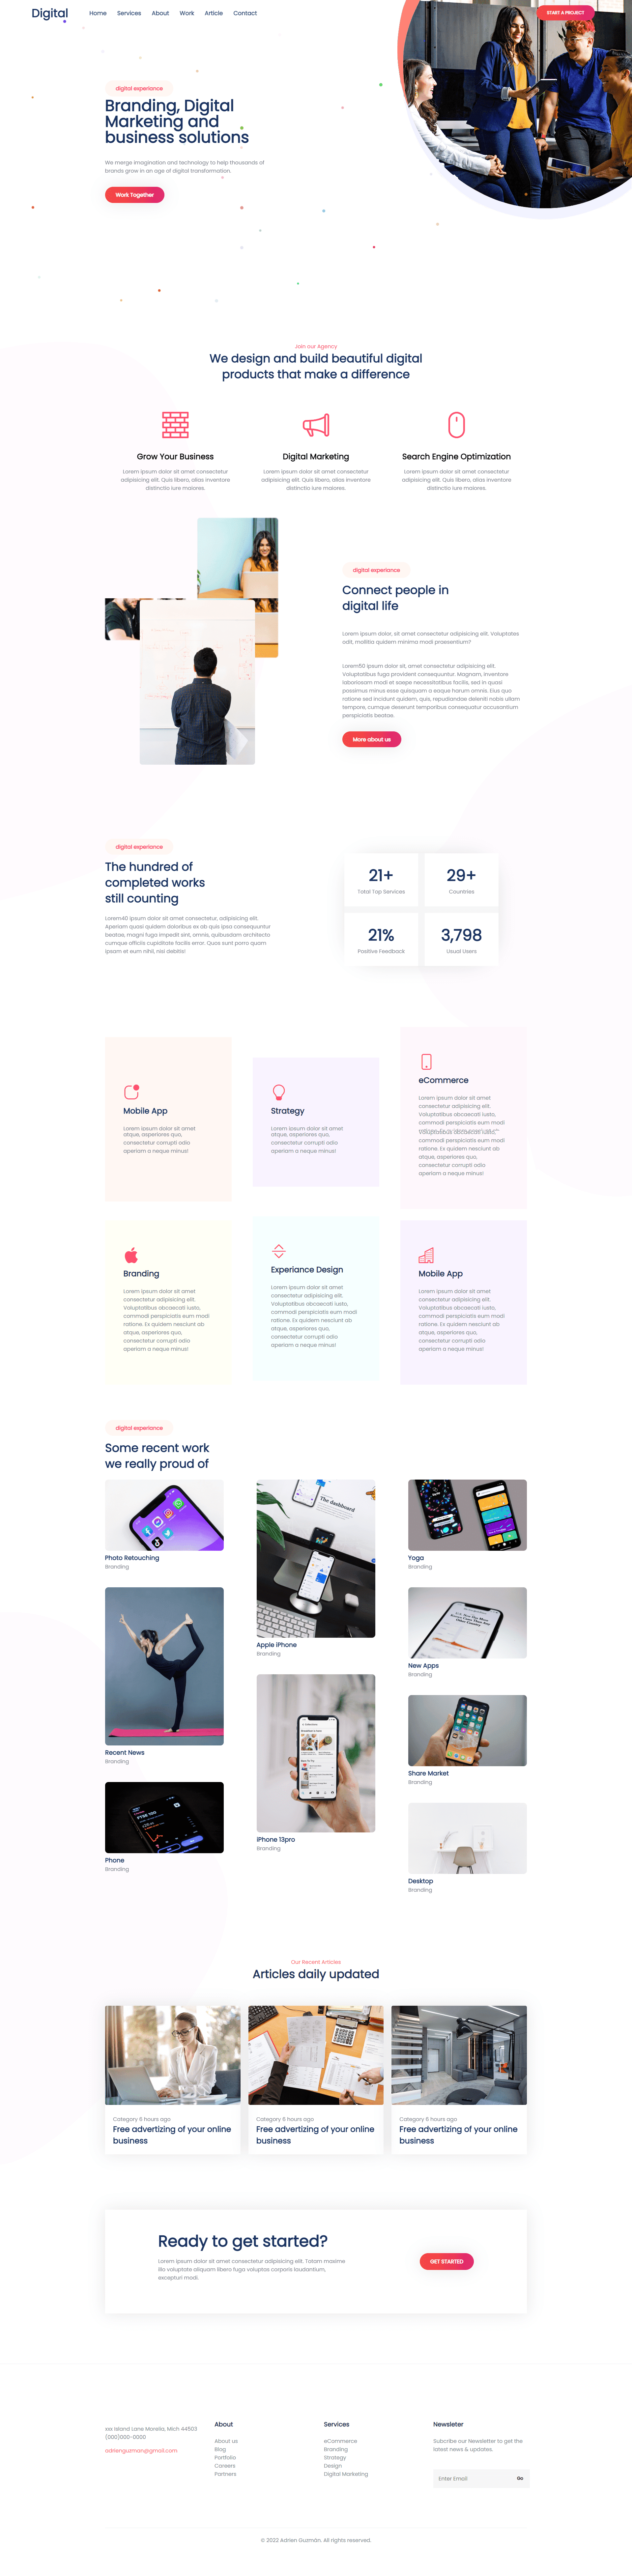 Digital
Home Services About Work Article Contact
START A PROJECT
digital experiance
Branding, Digital
Marketing and
business solutions
We merge imagination and technology to help thousands of
brands grow in an age of digital transformation.
Work Together
Join our Agency
We design and build beautiful digital
products that make a difference
Grow Your Business
Lorem ipsum dolor sit amet consectetur
adipisicing elit. Quis libero, alias inventore
distinctio iure maiores.
Digital Marketing
Lorem ipsum dolor sit amet consectetur
adipisicing elit. Quis libero, alias inventore
distinctio iure maiores.
Search Engine Optimization
Lorem ipsum dolor sit amet consectetur
adipisicing elit. Quis libero, alias inventore
distinctio iure maiores.
digital experiance
Connect people in
digital life
Lorem ipsum dolor, sit amet consectetur adipisicing elit. Voluptates
odit, mollitia quidem minima modi praesentium?
Lorem50 ipsum dolor sit, amet consectetur adipisicing elit.
Voluptatibus fuga provident consequuntur. Magnam, inventore
laboriosam modi et saepe necessitatibus facilis, sed in quasi
possimus minus esse quisquam a eaque harum omnis. Eius quo
ratione sed incidunt quidem, quis, repudiandae deleniti nobis ullam
tempore, cumque deserunt temporibus consequatur accusantium
perspiciatis beatae.
More about us
digital experiance
The hundred of
completed works
still counting
Lorem40 ipsum dolor sit amet consectetur, adipisicing elit.
Aperiam quasi quidem doloribus ex ab quis ipsa consequuntur
beatae, magni fuga impedit sint, omnis, quibusdam architecto
cumque officiis cupiditate facilis error. Quos sunt porro quam
ipsam et eum nihil, nisi debitis!
21+
Total Top Services
29+
Countries
21%
Positive Feedback
3,798
Usual Users
Mobile App
Lorem ipsum dolor sit amet
atque, asperiores quo,
consectetur corrupti odio
aperiam a neque minus!
Strategy
Lorem ipsum dolor sit amet
atque, asperiores quo,
consectetur corrupti odio
aperiam a neque minus!
eCommerce
Lorem ipsum dolor sit amet
consectetur adipisicing elit.
Voluptatibus obcaecati iusto,
commodi perspiciatis eum modi
Voluptatibus obcaecati iusto,
commodi perspiciatis eum modi
ratione. Ex quidem nesciunt ab
atque, asperiores quo,
consectetur corrupti odio
aperiam a neque minus!
Branding
Lorem ipsum dolor sit amet
consectetur adipisicing elit.
Voluptatibus obcaecati iusto,
commodi perspiciatis eum modi
ratione. Ex quidem nesciunt ab
atque, asperiores quo,
consectetur corrupti odio
aperiam a neque minus!
Experiance Design
Lorem ipsum dolor sit amet
consectetur adipisicing elit.
Voluptatibus obcaecati iusto,
commodi perspiciatis eum modi
ratione. Ex quidem nesciunt ab
atque, asperiores quo,
consectetur corrupti odio
aperiam a neque minus!
Mobile App
Lorem ipsum dolor sit amet
consectetur adipisicing elit.
Voluptatibus obcaecati iusto,
commodi perspiciatis eum modi
ratione. Ex quidem nesciunt ab
atque, asperiores quo,
consectetur corrupti odio
aperiam a neque minus!
digital experiance
Some recent work
we really proud of
Photo Retouching
Branding
Recent News
Branding
Phone
Branding
The dashboard
Apple iPhone
Branding
iPhone 13pro
Branding
Yoga
Branding
New Apps
Branding
Share Market
Branding
Desktop
Branding
Our Recent Articles
Articles daily updated
Category 6 hours ago
Free advertizing of your online
business
Category 6 hours ago
Free advertizing of your online
business
Category 6 hours ago
Free advertizing of your online
business
Ready to get started?
Lorem ipsum dolor sit amet consectetur adipisicing elit. Totam maxime
illo voluptate aliquam libero fuga voluptas corporis laudantium,
excepturi modi.
GET STARTED
xxx Island Lane Morelia, Mich 44503
(000)000-0000
adrienguzman@gmail.com
About
About us
Blog
Portfolio
Careers
Partners
Services
eCommerce
Branding
Strategy
Design
Digital Marketing
Newsleter
Subcribe our Newsletter to get the
latest news & updates.
Enter Email Go
© 2022 Adrien Guzmán. All rights reserved.